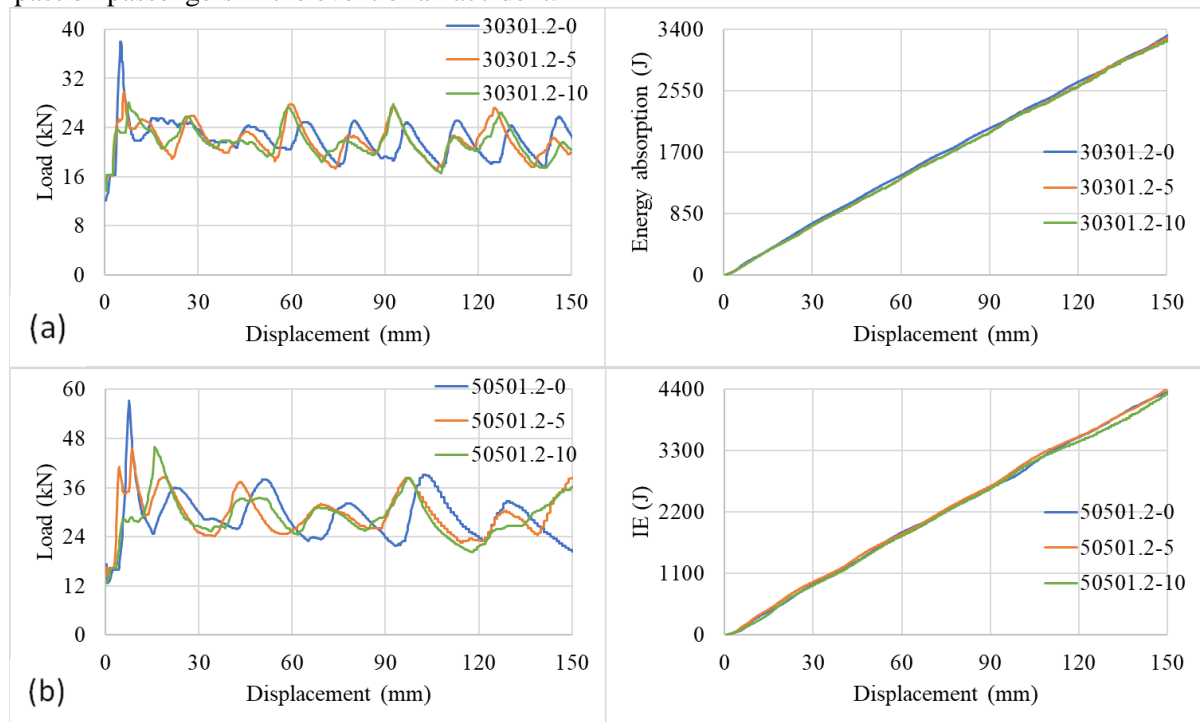 40
32
24
16
8
0
Load (kN)
30301.2-0
30301.2-5
30301.2-10
0 30 60 90 120 150
Displacement (mm)
(a)
3400
2550
1700
850
0
Energy absorption (J)
30301.2-0
30301.2-5
30301.2-10
0 30 60 90 120 150
Displacement (mm)
60
48
36
24
12
0
Load (kN)
50501.2-0
50501.2-5
50501.2-10
0 30 60 90 120 150
Displacement (mm)
(b)
4400
3300
2200
1100
0
IE (J)
50501.2-0
50501.2-5
50501.2-10
0 30 60 90 120 150
Displacement (mm)